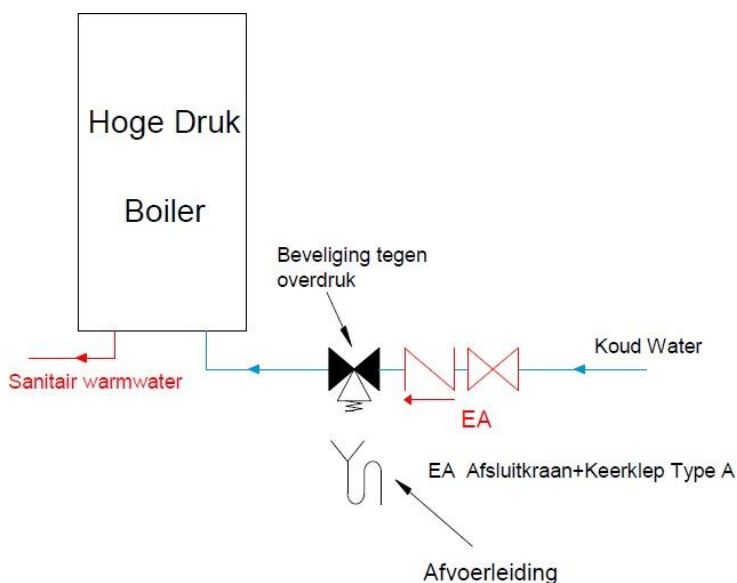 Hoge Druk
Boiler
Beveliging tegen
overdruk
Koud Water
Sanitair warmwater
EA
EA Afsluitkraan+Keerklep Type A
Afvoerleiding